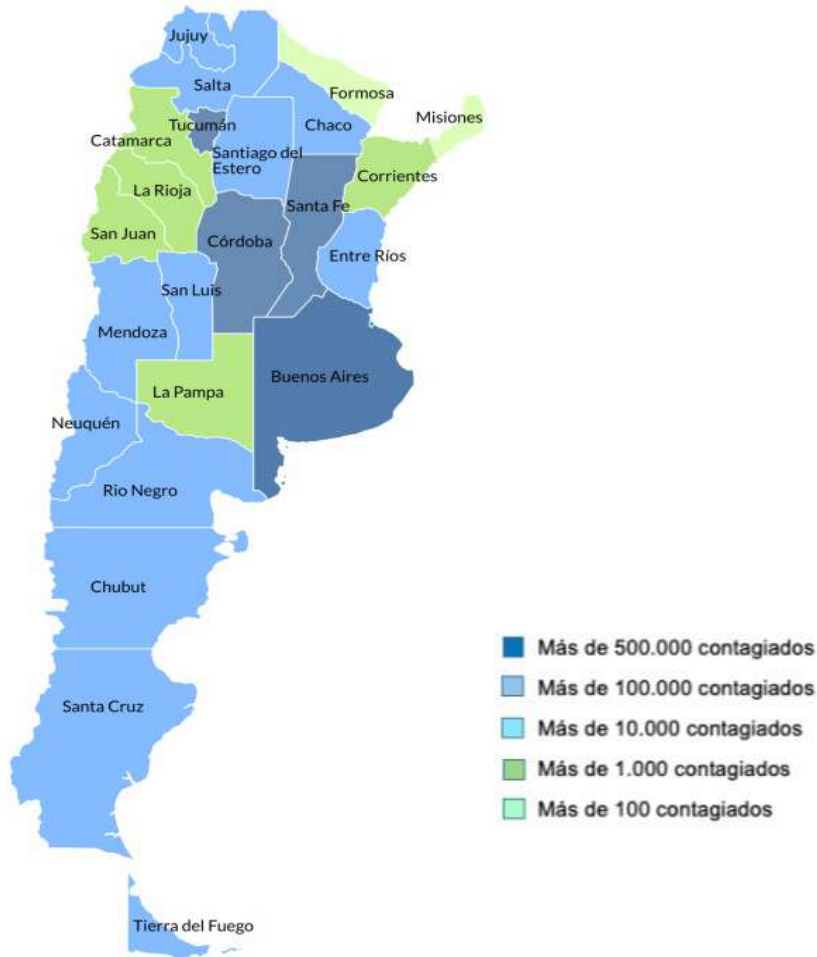 Jujuy
Salta
Formosa
Misiones
Tucumán
Chaco
Catamarca
Santiago del
Estero
Corrientes
La Rioja
Santa Fe
San Juan
Córdoba
Entre Ríos
San Luis
Mendoza
Buenos Aires
La Pampa
Neuquén
Rio Negro
Chubut
Santa Cruz
Tierra del Fuego
Más de 500.000 contagiados
Más de 100.000 contagiados
Más de 10.000 contagiados
Más de 1.000 contagiados
Más de 100 contagiados